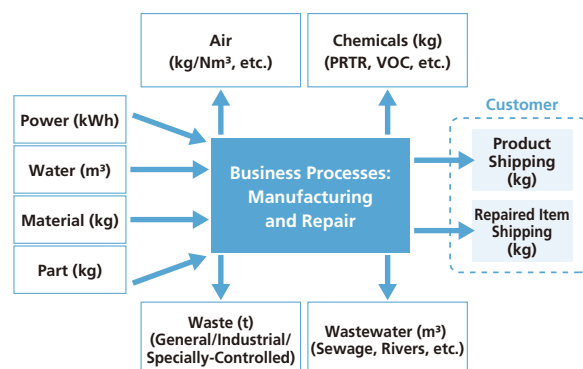 Air
(kg/Nm³, etc.)
Chemicals (kg)
(PRTR, VOC, etc.)
Customer
Power (kWh)
Water (m³)
Material (kg)
Part (kg)
Business Processes:
Manufacturing
and Repair
Product
Shipping
(kg)
Repaired Item
Shipping
(kg)
Waste (t)
(General/Industrial/
Specially-Controlled)
Wastewater (m³)
(Sewage, Rivers, etc.)